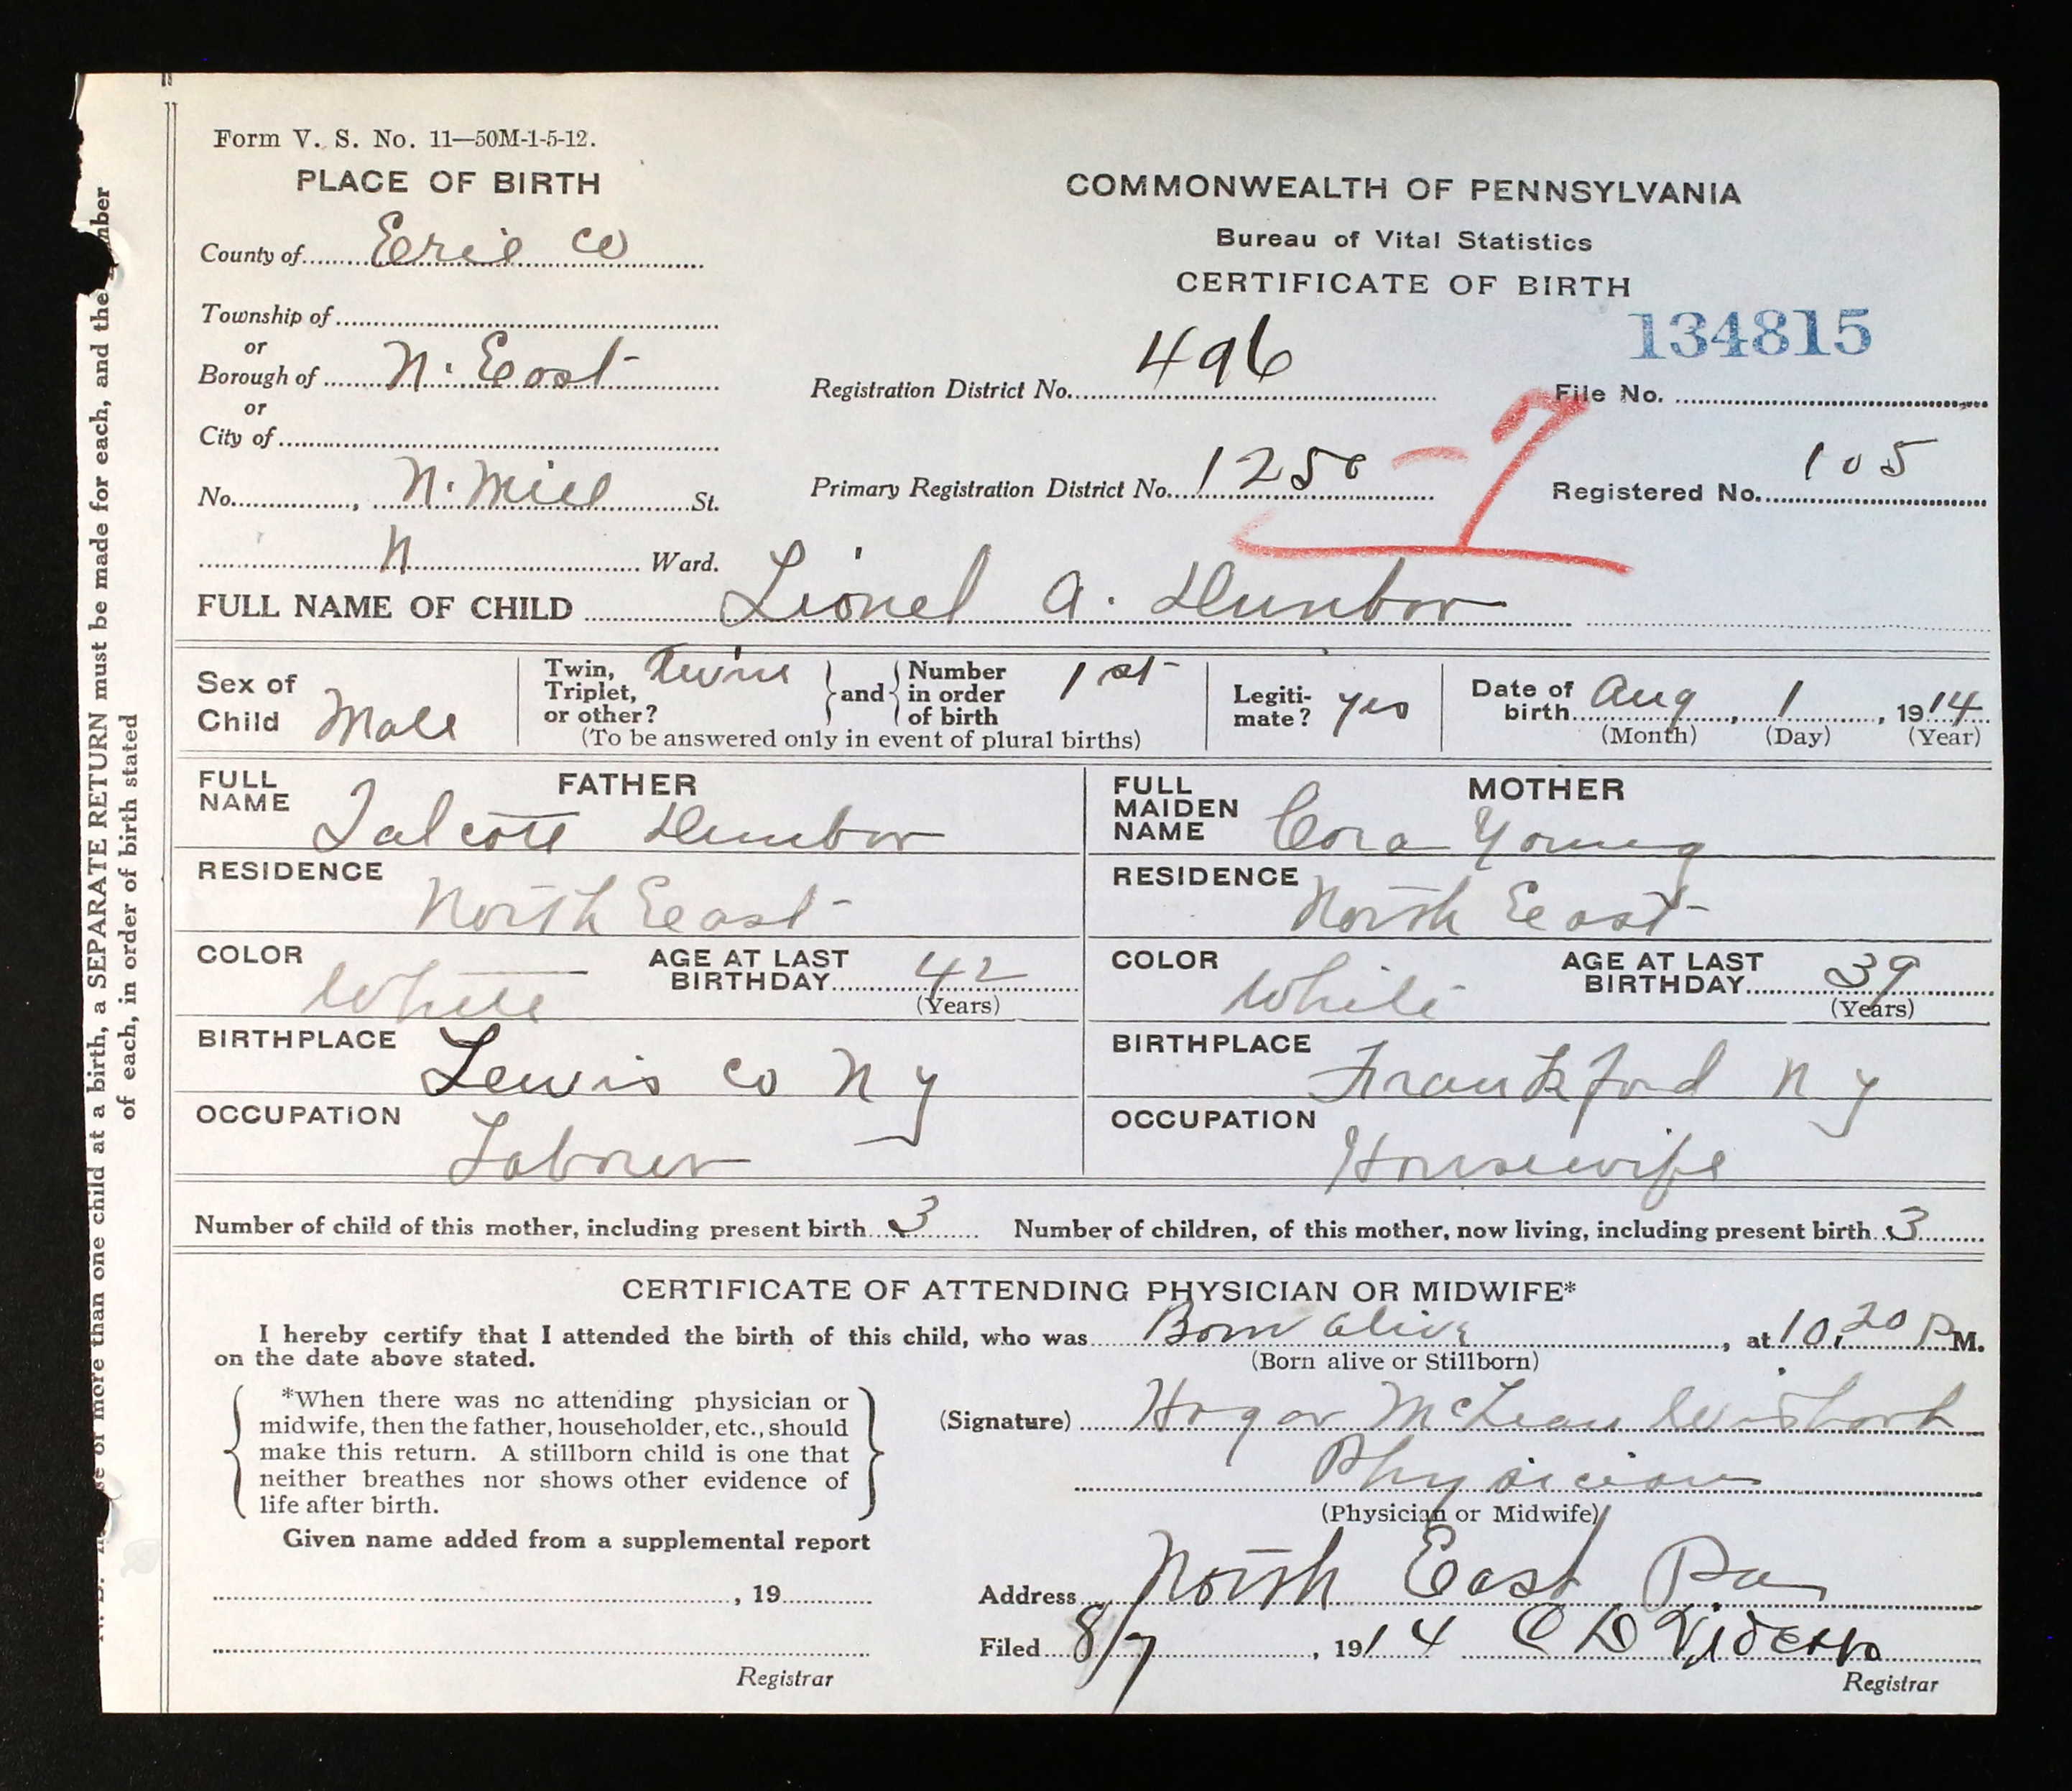 Form V. S. No. 11—50M-1-5-12.
PLACE OF BIRTH
County of Erie Co
Township of
or
Borough of N. East
or
City of
No. , N. Mill St.
N Ward.
COMMONWEALTH OF PENNSYLVANIA
Bureau of Vital Statistics
CERTIFICATE OF BIRTH
134815
Registration District No. 496 File No.
Primary Registration District No. 1250 — 7 Registered No. 105
FULL NAME OF CHILD Lionel A. Dunbar
Sex of Child Male
Twin, Triplet, or other? Twins and Number in order of birth 1st
(To be answered only in event of plural births)
Legiti-mate? yes
Date of birth Aug, 1, 1914
(Month) (Day) (Year)
FATHER
FULL NAME Talcott Dunbar
RESIDENCE North East
COLOR White AGE AT LAST BIRTHDAY 42
(Years)
BIRTHPLACE Lewis Co N Y
OCCUPATION Laborer
MOTHER
FULL MAIDEN NAME Cora Young
RESIDENCE North East
COLOR White AGE AT LAST BIRTHDAY 39
(Years)
BIRTHPLACE Frankford N Y
OCCUPATION Housewife
Number of child of this mother, including present birth 3 Number of children, of this mother, now living, including present birth 3
CERTIFICATE OF ATTENDING PHYSICIAN OR MIDWIFE*
I hereby certify that I attended the birth of this child, who was Born alive, at 10.20 P M.
on the date above stated. (Born alive or Stillborn)
*When there was no attending physician or
midwife, then the father, householder, etc., should
make this return. A stillborn child is one that
neither breathes nor shows other evidence of
life after birth.
(Signature) McLean
Physician
(Physician or Midwife)
Given name added from a supplemental report
, 19
Registrar
Address North East Pa
Filed 8/7, 1914 C D
Registrar
or more than one child at a birth, a SEPARATE RETURN must be made for each, and the
of each, in order of birth stated